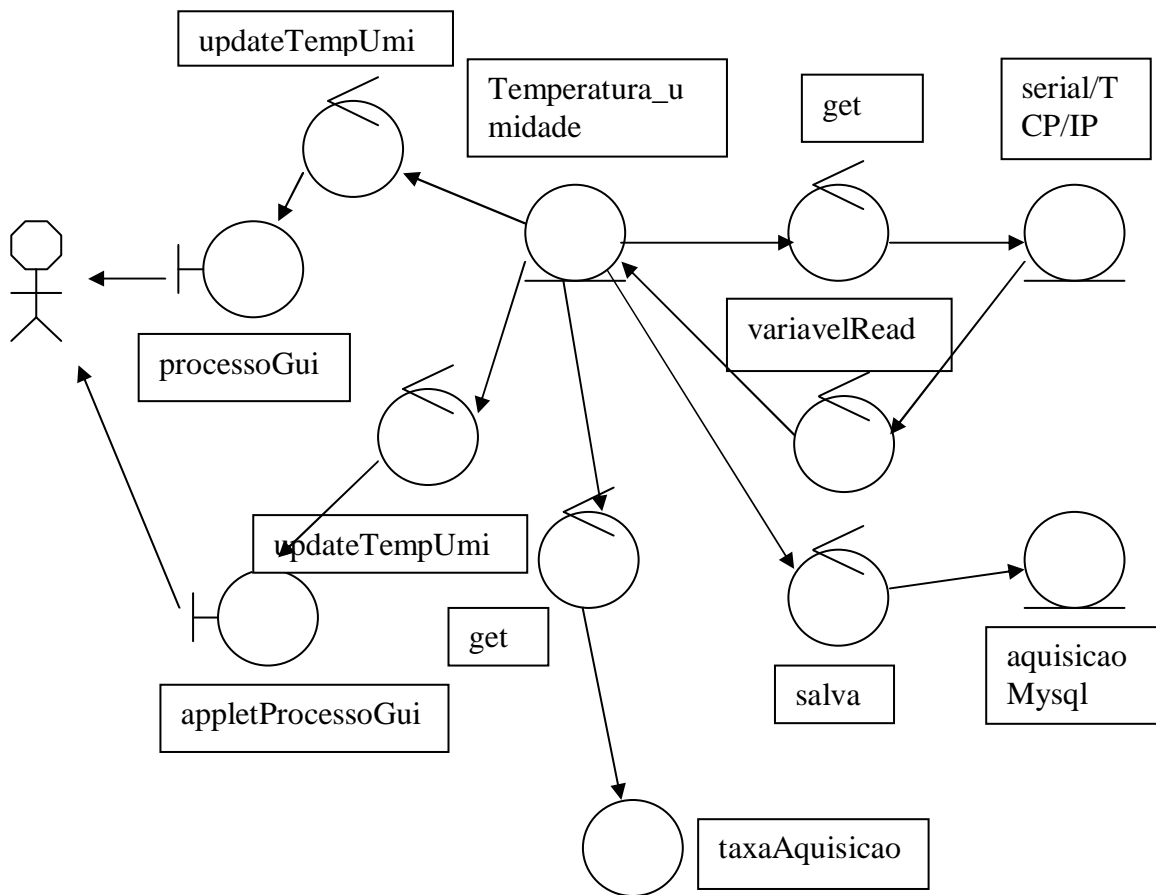 updateTempUmi
Temperatura_u
midade
get
serial/T
CP/IP
processoGui
variavelRead
updateTempUmi
get
appletProcessoGui
salva
aquisicao
Mysql
taxaAquisicao